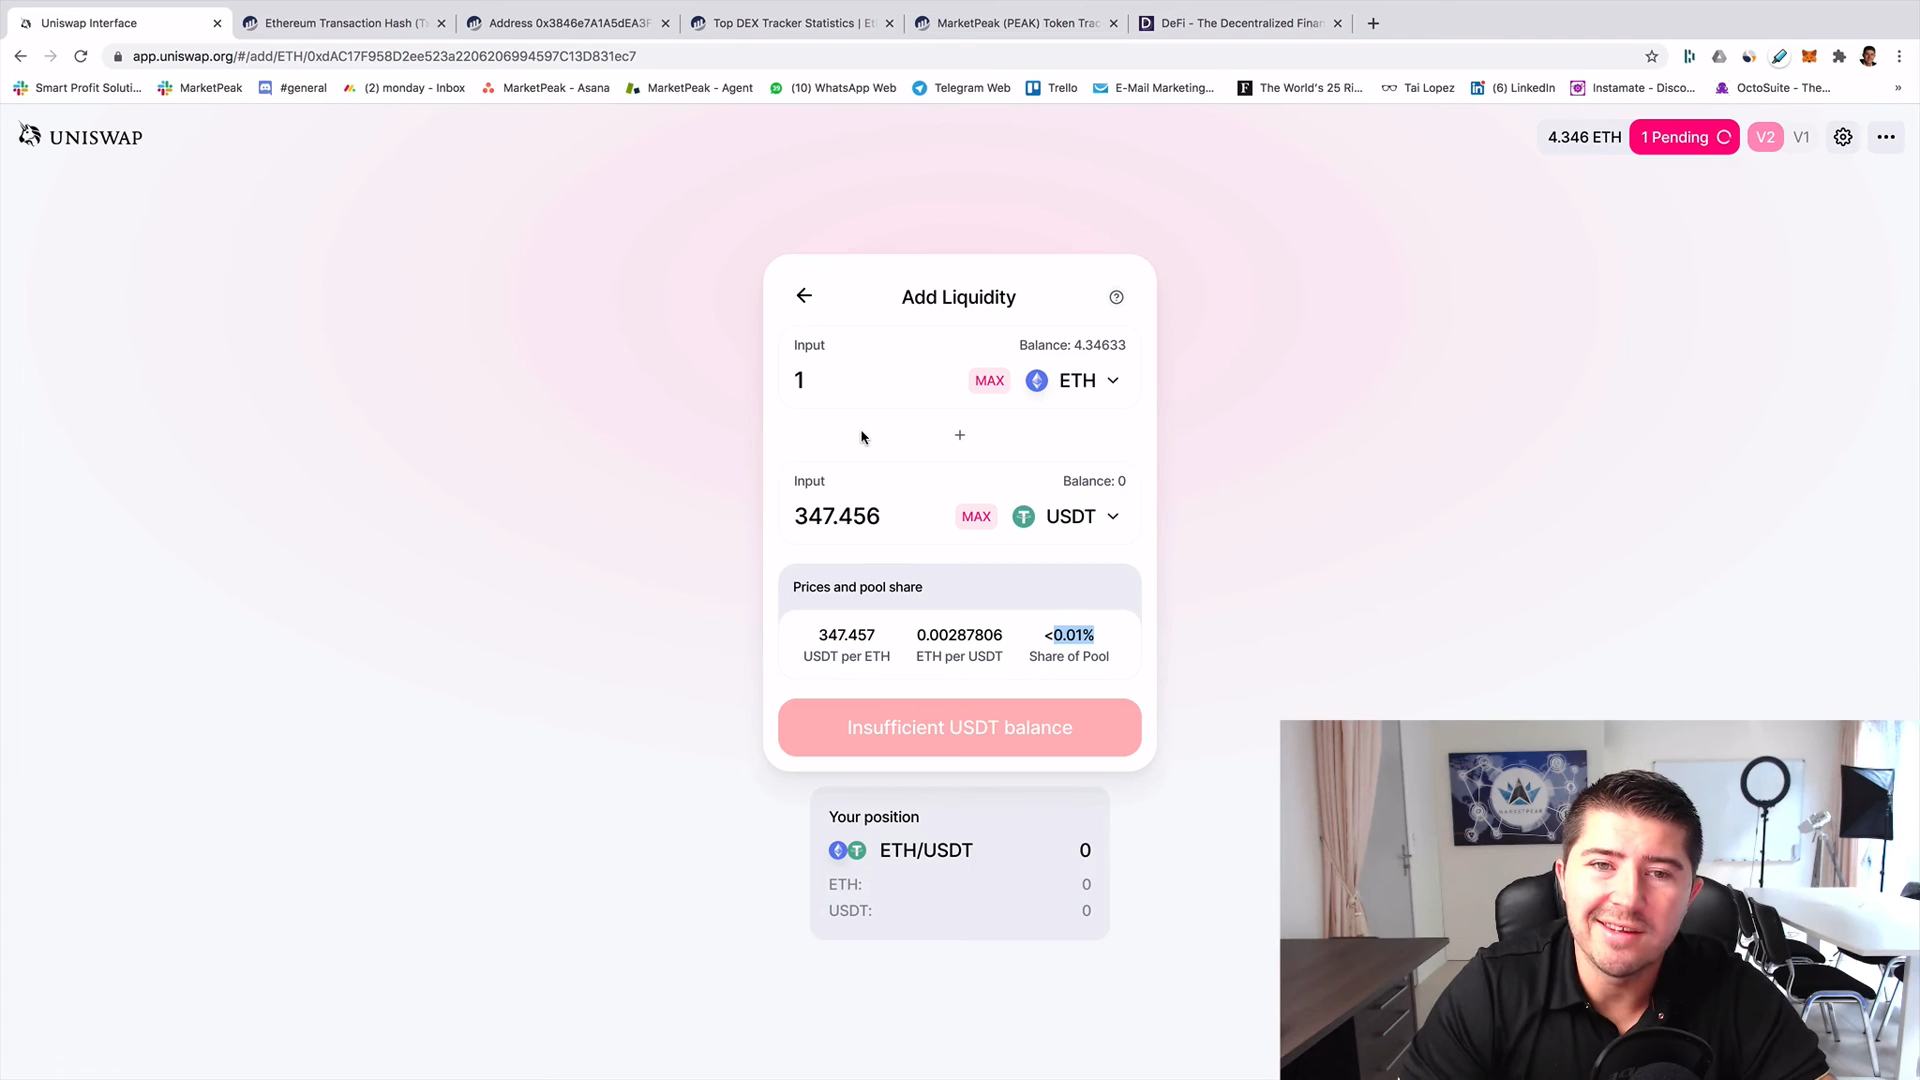 Uniswap Interface
Ethereum Transaction Hash (Tx
Address 0x3846e7A1A5dEA3F
Top DEX Tracker Statistics | Et
MarketPeak (PEAK) Token Trac
DeFi - The Decentralized Finan
app.uniswap.org/#/add/ETH/0xdAC17F958D2ee523a2206206994597C13D831ec7
Smart Profit Soluti...
MarketPeak
#general
(2) monday - Inbox
MarketPeak - Asana
MarketPeak - Agent
(10) WhatsApp Web
Telegram Web
Trello
E-Mail Marketing...
The World's 25 Ri...
Tai Lopez
(6) LinkedIn
Instamate - Disco...
OctoSuite - The...
»
UNISWAP
4.346 ETH
1 Pending
V2
V1
Add Liquidity
Input
Balance: 4.34633
1
MAX
ETH
+
Input
Balance: 0
347.456
MAX
USDT
Prices and pool share
347.457
USDT per ETH
0.00287806
ETH per USDT
<0.01%
Share of Pool
Insufficient USDT balance
Your position
ETH/USDT
0
ETH:
0
USDT:
0
MARKETPEAK